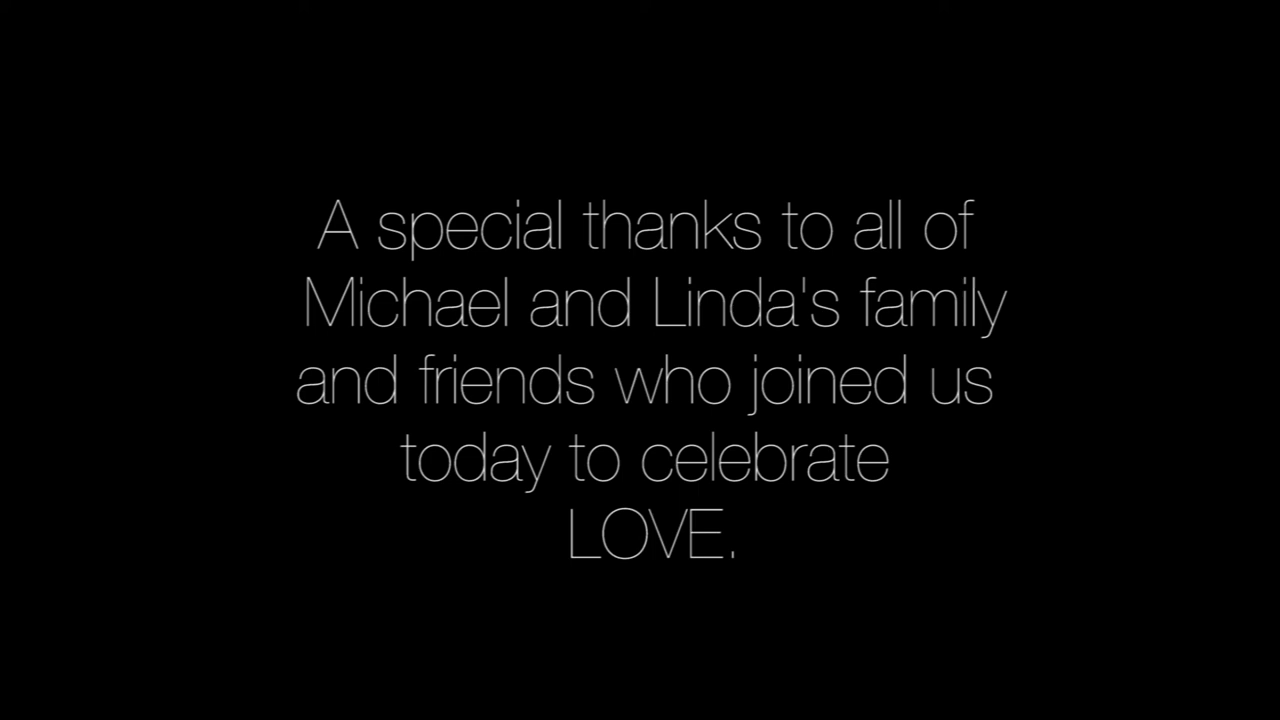 A special thanks to all of
Michael and Linda's family
and friends who joined us
today to celebrate
LOVE.